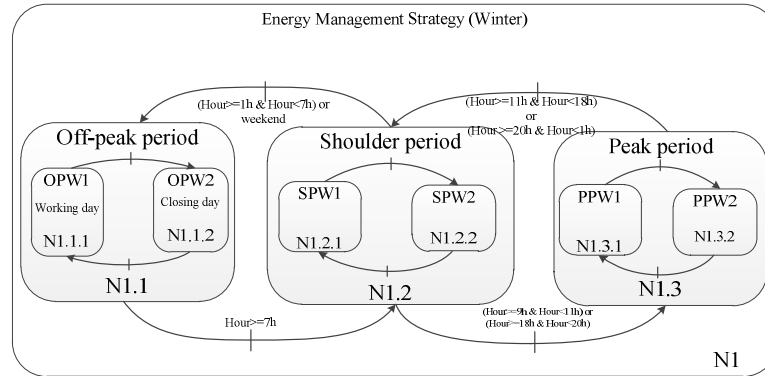 Energy Management Strategy (Winter)
(Hour>=1h & Hour<7h) or
weekend
(Hour>=11h & Hour<18h)
or
(Hour>=20h & Hour<1h)
Off-peak period
Shoulder period
Peak period
OPW1
Working day
N1.1.1
OPW2
Closing day
N1.1.2
SPW1
N1.2.1
SPW2
N1.2.2
PPW1
N1.3.1
PPW2
N1.3.2
N1.1
N1.2
N1.3
Hour>=7h
(Hour>=9h & Hour<11h) or
(Hour>=18h & Hour<20h)
N1